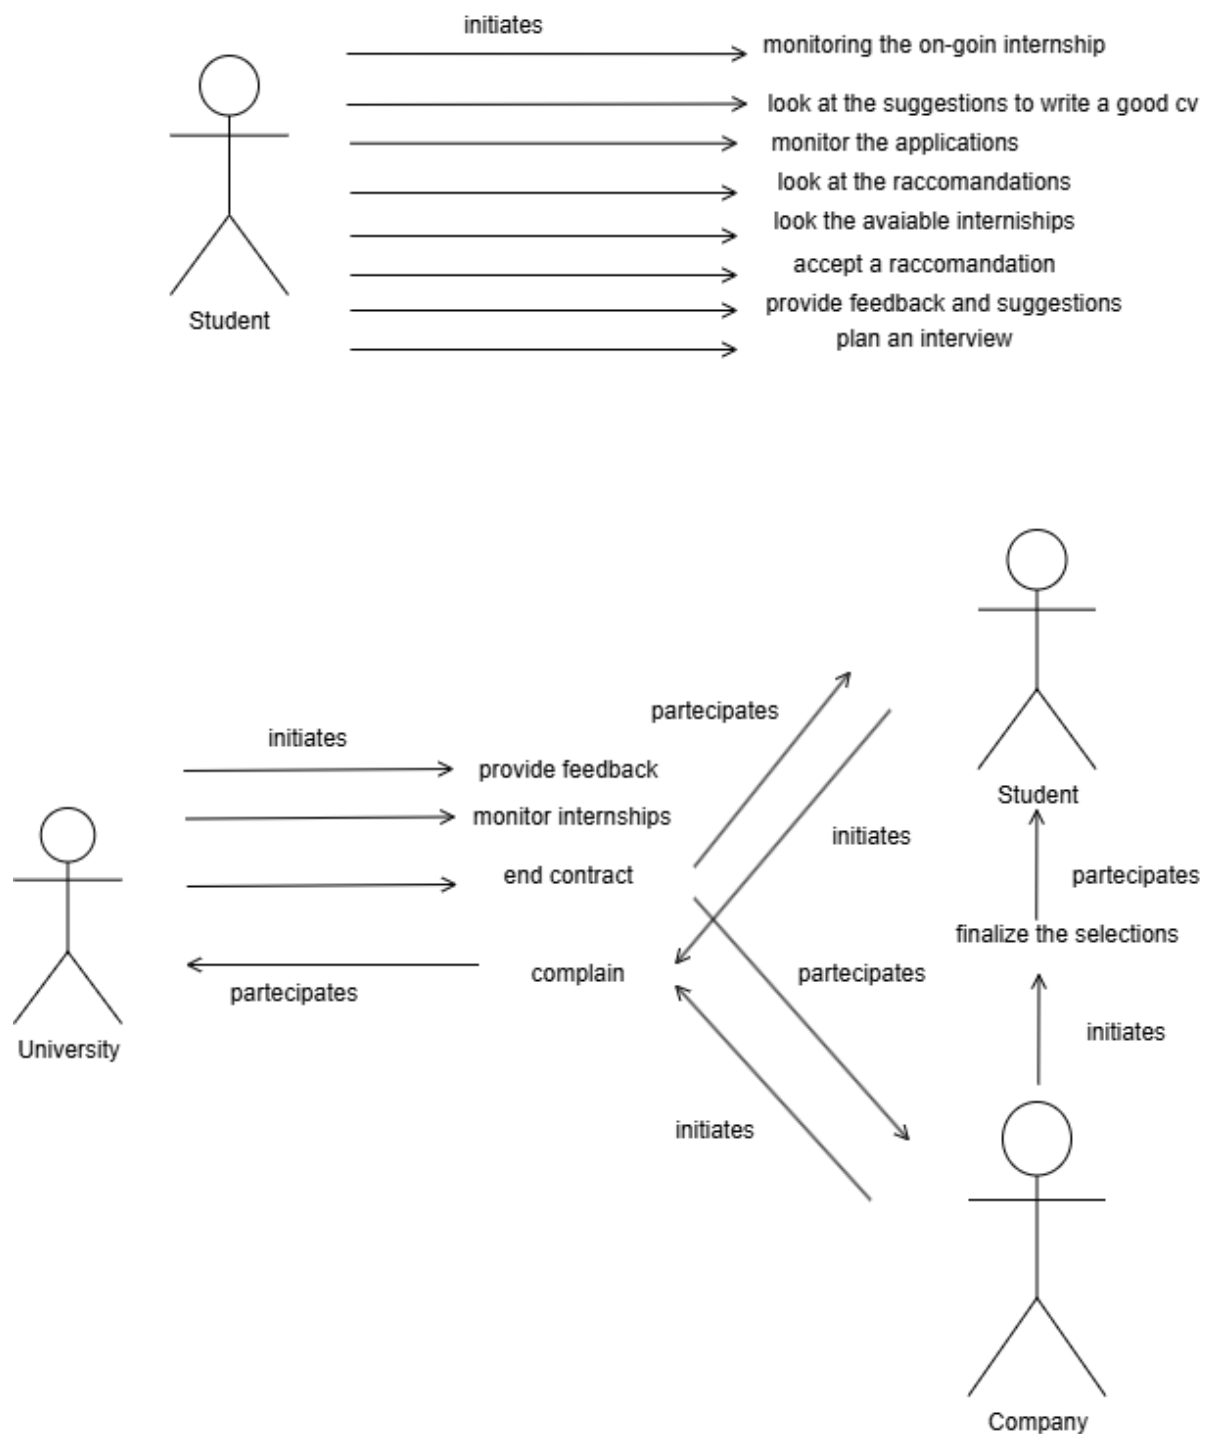 initiates
monitoring the on-goin internship
look at the suggestions to write a good cv
monitor the applications
look at the raccomandations
look the avaiable interniships
accept a raccomandation
provide feedback and suggestions
plan an interview
Student
partecipates
initiates
provide feedback
monitor internships
Student
initiates
end contract
partecipates
finalize the selections
complain
partecipates
partecipates
University
initiates
initiates
Company